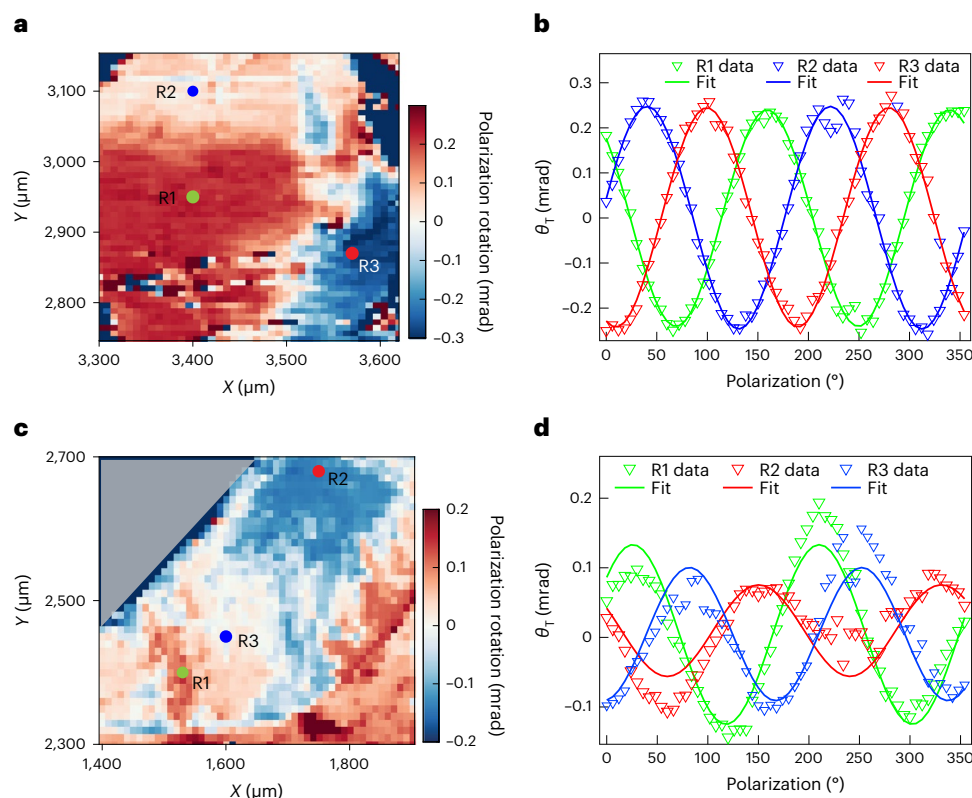 a
3,100
3,000
2,900
2,800
Y (µm)
R2
R1
R3
3,300 3,400 3,500 3,600
X (µm)
0.2
0.1
0
−0.1
−0.2
−0.3
Polarization rotation (mrad)
b
R1 data R2 data R3 data
Fit Fit Fit
0.3
0.2
0.1
0
−0.1
−0.2
θT (mrad)
0 50 100 150 200 250 300 350
Polarization (°)
c
2,700
2,500
2,300
Y (µm)
R2
R3
R1
1,400 1,600 1,800
X (µm)
0.2
0.1
0
−0.1
−0.2
Polarization rotation (mrad)
d
R1 data R2 data R3 data
Fit Fit Fit
0.2
0.1
0
−0.1
θT (mrad)
0 50 100 150 200 250 300 350
Polarization (°)